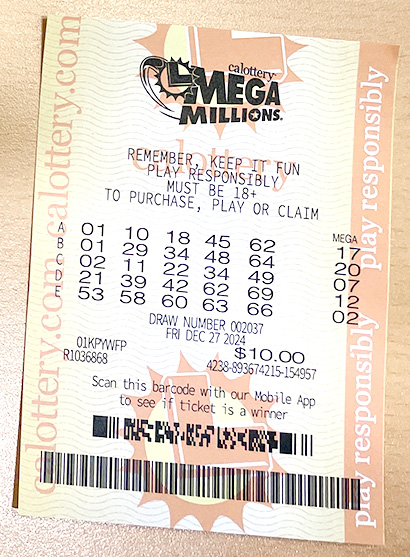 calottery
MEGA
MILLIONS
REMEMBER, KEEP IT FUN
PLAY RESPONSIBLY
MUST BE 18+
TO PURCHASE, PLAY OR CLAIM
MEGA
A 01 10 18 45 62 17
B 01 29 34 48 64 20
C 02 11 22 34 49 07
D 21 39 42 62 69 12
E 53 58 60 63 66 02
DRAW NUMBER 002037
FRI DEC 27 2024
01KPYWFP $10.00
R1036868 4238-893674215-154957
Scan this barcode with our Mobile App
to see if ticket is a winner
calottery.com calottery.com
calottery
play responsibly play responsibly